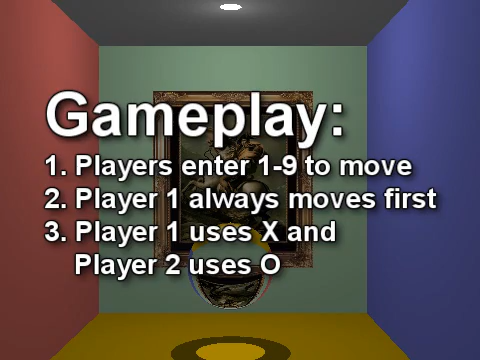 Gameplay:
1. Players enter 1-9 to move
2. Player 1 always moves first
3. Player 1 uses X and
Player 2 uses O